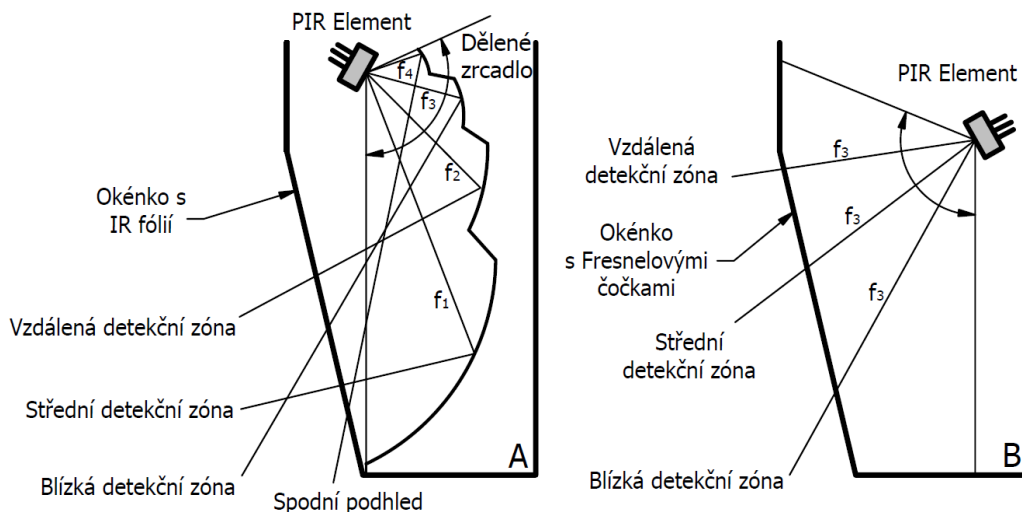 PIR Element
Dělené
zrcadlo
f4
f3
f2
f1
Okénko s
IR fólií
Vzdálená detekční zóna
Střední detekční zóna
Blízká detekční zóna
Spodní podhled
A
PIR Element
Vzdálená
detekční zóna
f3
f3
f3
Okénko
s Fresnelovými
čočkami
Střední
detekční zóna
Blízká detekční zóna
B